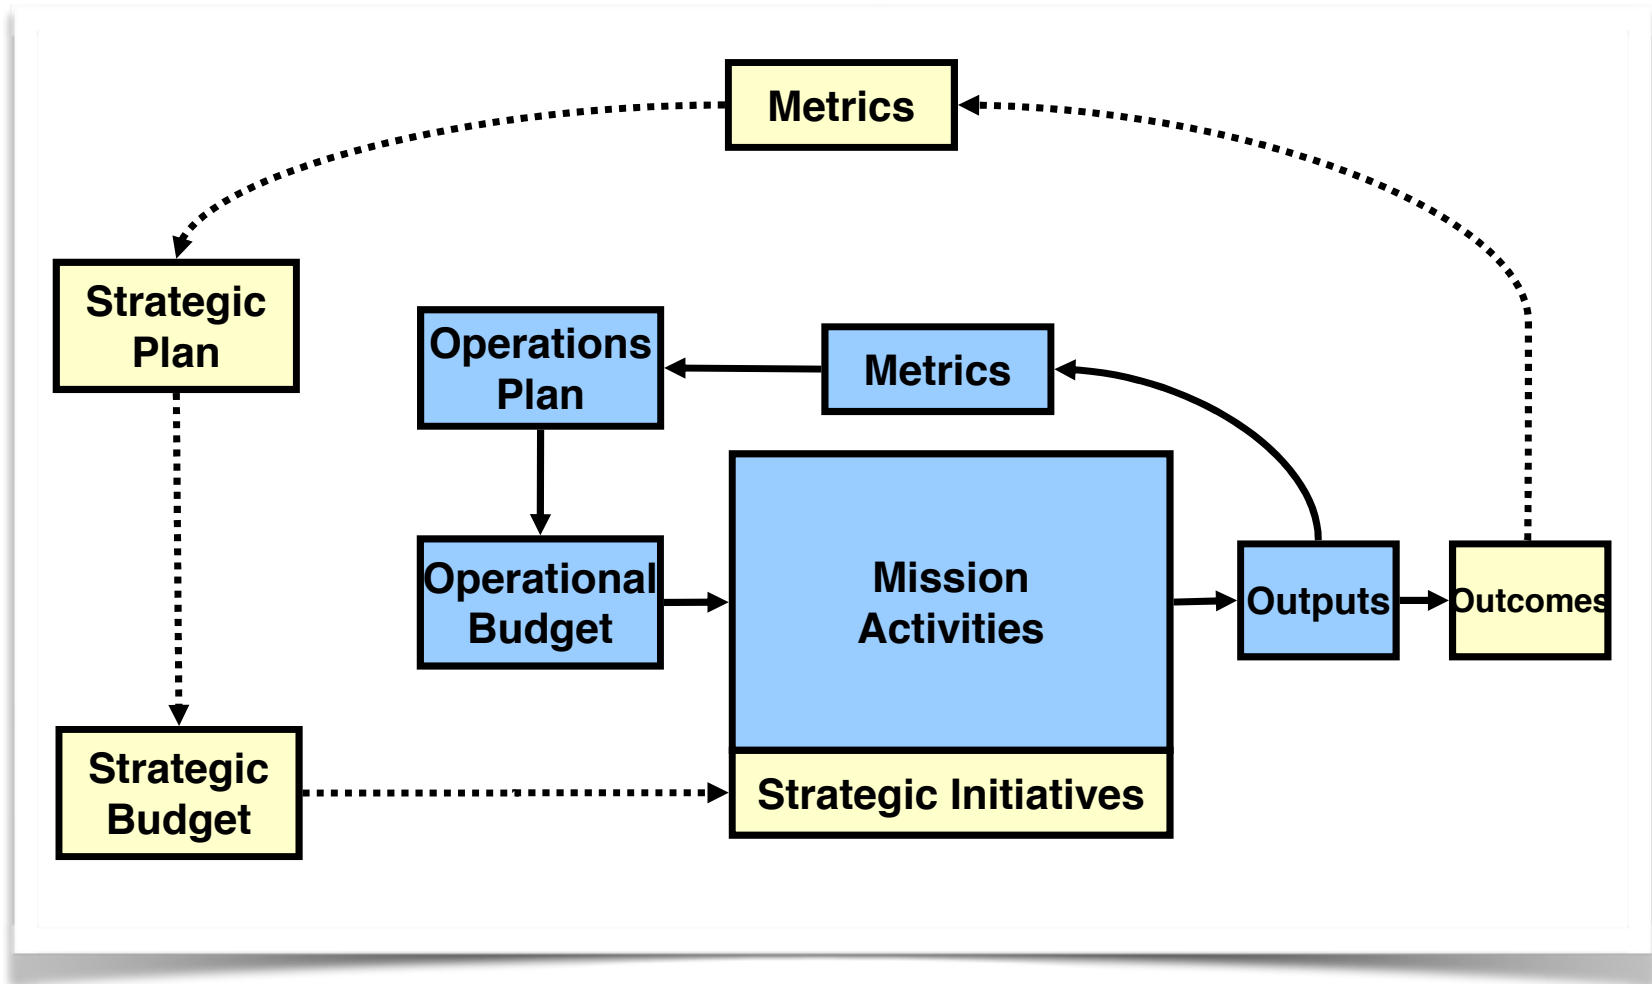 Metrics
Strategic
Plan
Operations
Plan
Metrics
Operational
Budget
Mission
Activities
Outputs
Outcomes
Strategic
Budget
Strategic Initiatives